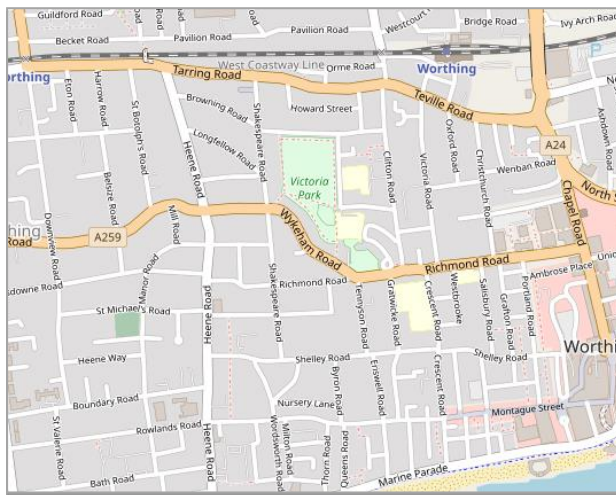 Guildford Road
Becket Road
Pavilion Road
Pavilion Road
Westcourt
Bridge Road
Ivy Arch Road
West Coastway Line
Orme Road
Worthing
orthing
Tarring Road
Teville Road
Eton Road
Harrow Road
St Botolph's Road
Browning Road
Longfellow Road
Shakespeare Road
Howard Street
Heene Road
Victoria
Park
Clifton Road
Victoria Road
Oxford Road
Christchurch Road
Wenban Road
A24
Ashdown Road
North S
Chapel Road
hing
Road
Downview Road
A259
Belsize Road
Mill Road
Wykeham Road
Richmond Road
Ambrose Place
Union
sdowne Road
Manor Road
Heene Road
Shakespeare Road
Richmond Road
Tennyson Road
Gratwicke Road
Crescent Road
Westbrooke
Salisbury Road
Grafton Road
Portland Road
St Michael's Road
Heene Way
Shelley Road
Shelley Road
Worthing
Byron Road
Eriswell Road
Crescent Road
Boundary Road
Nursery Lane
Montague Street
St Valerie Road
Rowlands Road
Heene Road
Wordsworth Road
Milton Road
Thorn Road
Queens Road
Bath Road
Marine Parade